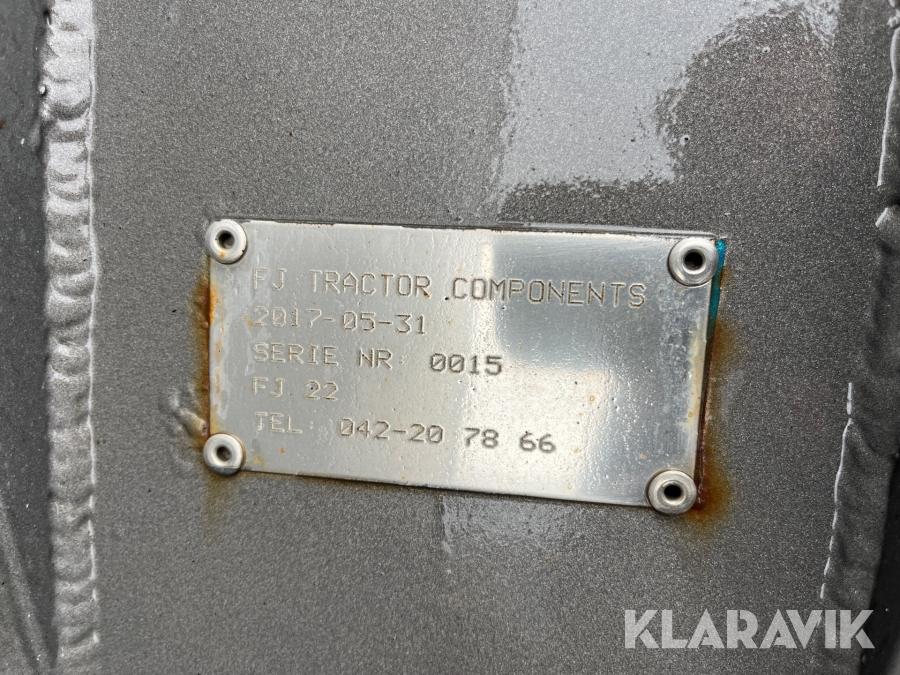 FJ TRACTOR COMPONENTS
2017-05-31
SERIE NR: 0015
FJ 22
TEL: 042-20 78 66
KLARAVIK